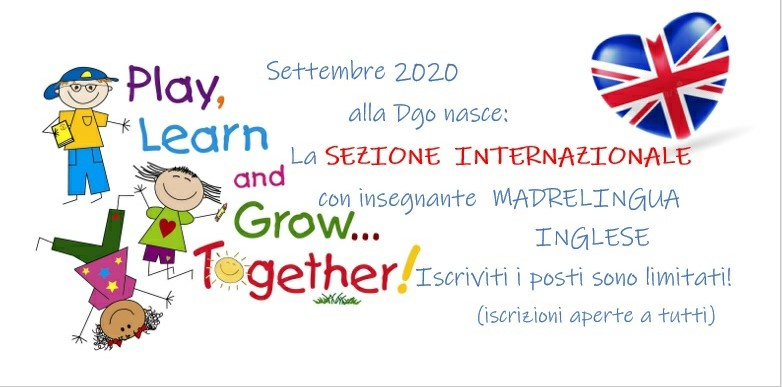 Play,
Learn
and
Grow...
Together!
Settembre 2020
alla Dgo nasce:
La SEZIONE INTERNAZIONALE
con insegnante MADRELINGUA
INGLESE
Iscriviti i posti sono limitati!
(iscrizioni aperte a tutti)